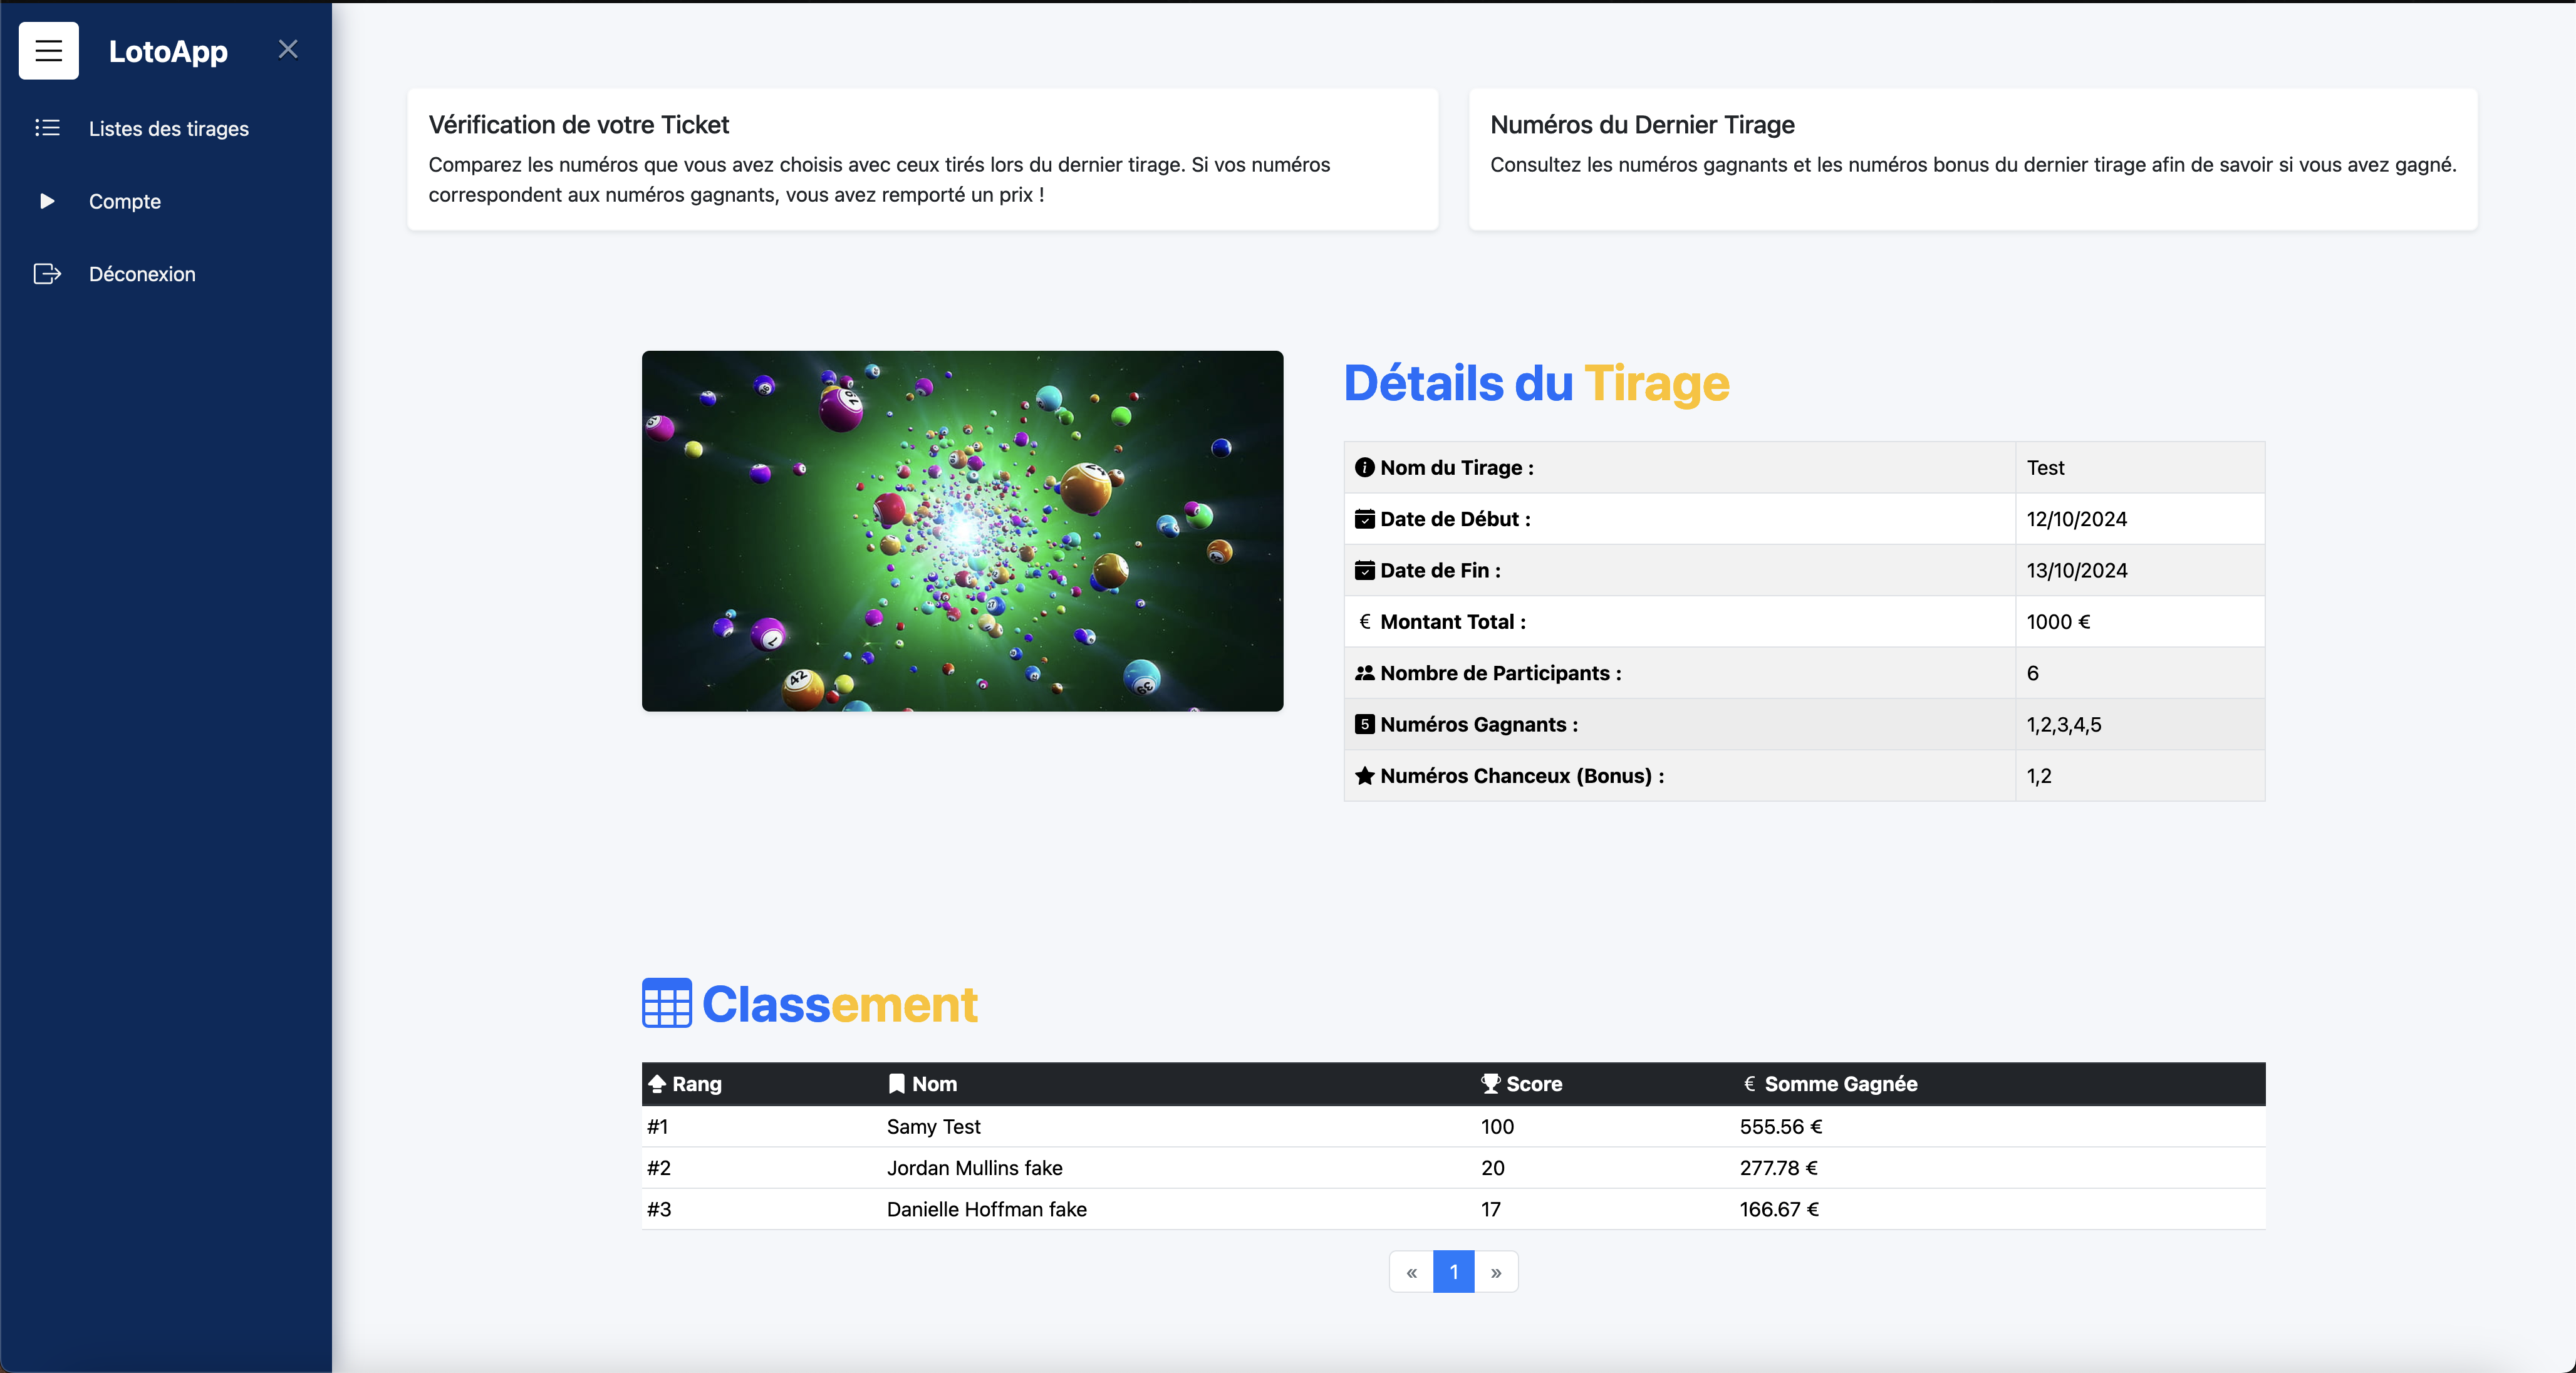 LotoApp
Listes des tirages
Compte
Déconexion
Vérification de votre Ticket
Comparez les numéros que vous avez choisis avec ceux tirés lors du dernier tirage. Si vos numéros
correspondent aux numéros gagnants, vous avez remporté un prix !
Numéros du Dernier Tirage
Consultez les numéros gagnants et les numéros bonus du dernier tirage afin de savoir si vous avez gagné.
Détails du Tirage
Nom du Tirage : Test
Date de Début : 12/10/2024
Date de Fin : 13/10/2024
€ Montant Total : 1000 €
Nombre de Participants : 6
5 Numéros Gagnants : 1,2,3,4,5
Numéros Chanceux (Bonus) : 1,2
42
Classement
Rang Nom Score € Somme Gagnée
#1 Samy Test 100 555.56 €
#2 Jordan Mullins fake 20 277.78 €
#3 Danielle Hoffman fake 17 166.67 €
« 1 »